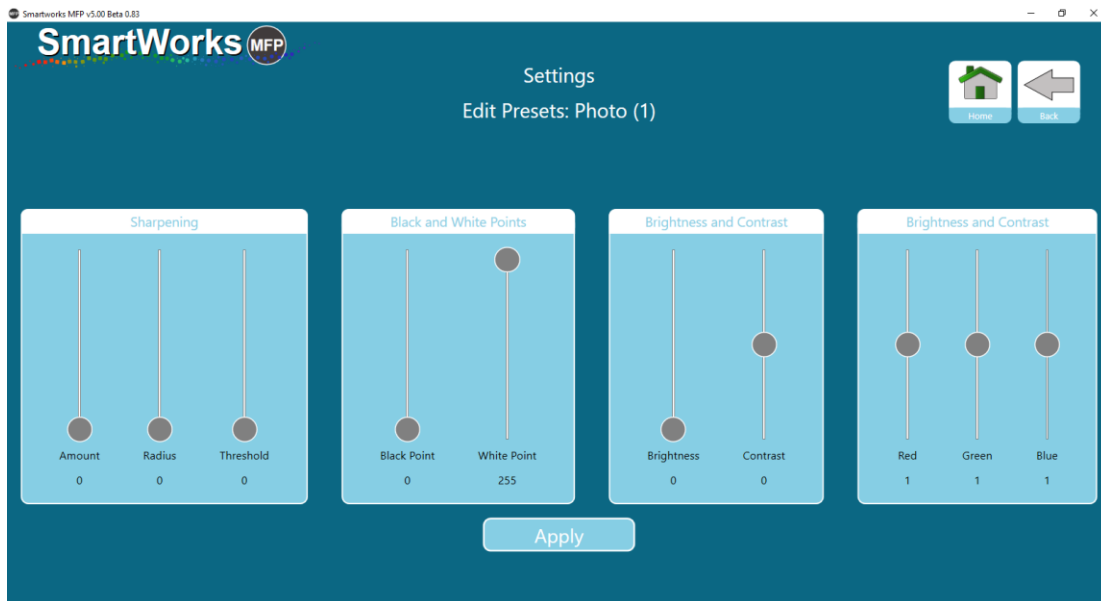 Smartworks MFP v5.00 Beta 0.83
SmartWorks MFP
Settings
Edit Presets: Photo (1)
Home
Back
Sharpening
Amount Radius Threshold
0 0 0
Black and White Points
Black Point White Point
0 255
Brightness and Contrast
Brightness Contrast
0 0
Brightness and Contrast
Red Green Blue
1 1 1
Apply